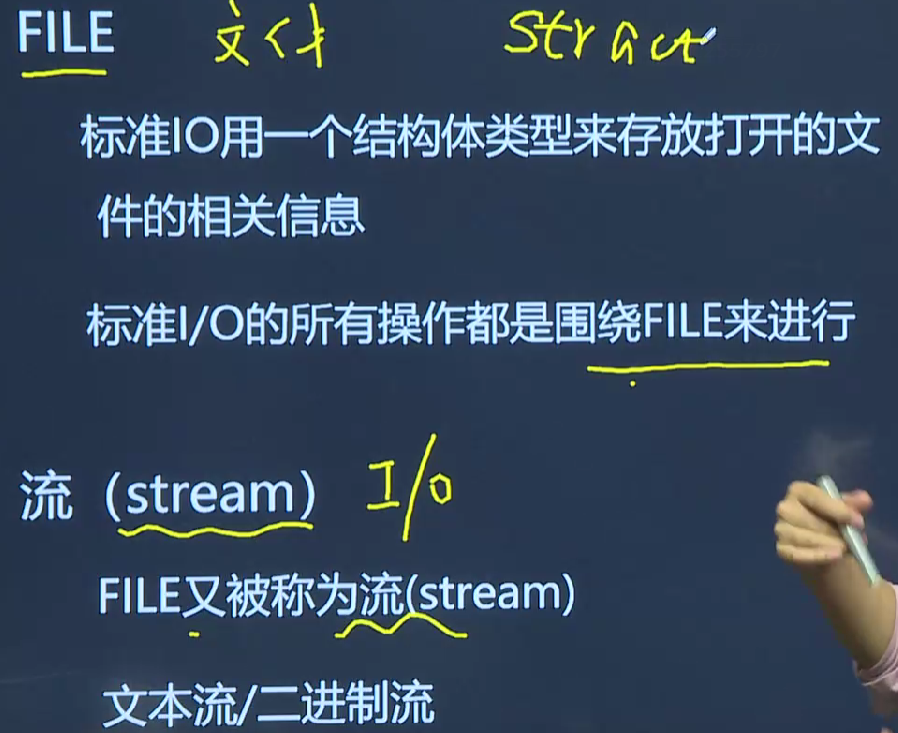 FILE 文件 struct
标准IO用一个结构体类型来存放打开的文
件的相关信息
标准I/O的所有操作都是围绕FILE来进行
流（stream） I/O
FILE又被称为流(stream)
文本流/二进制流